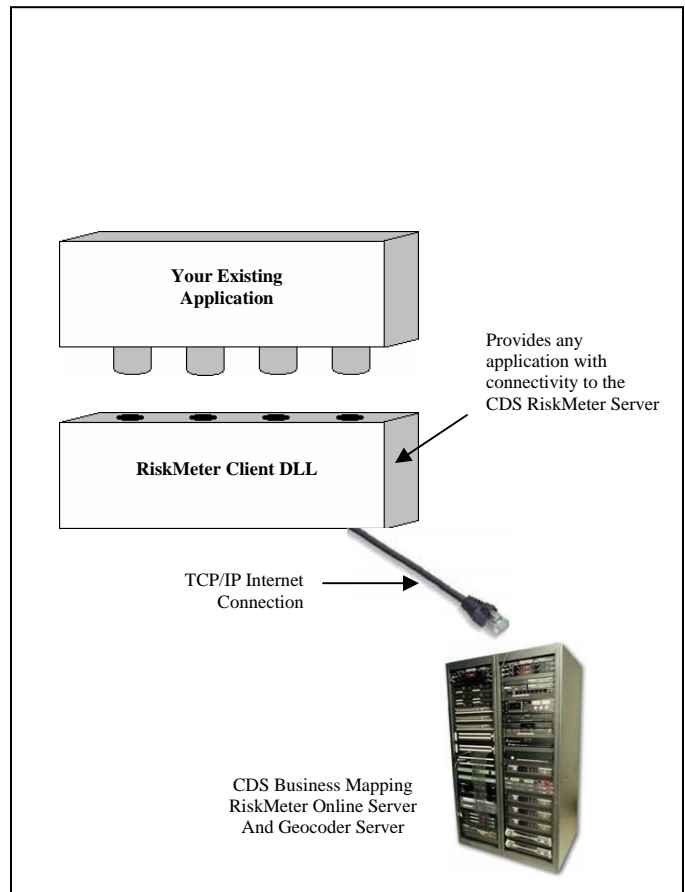 Your Existing
Application
Provides any
application with
connectivity to the
CDS RiskMeter Server
RiskMeter Client DLL
TCP/IP Internet
Connection
CDS Business Mapping
RiskMeter Online Server
And Geocoder Server